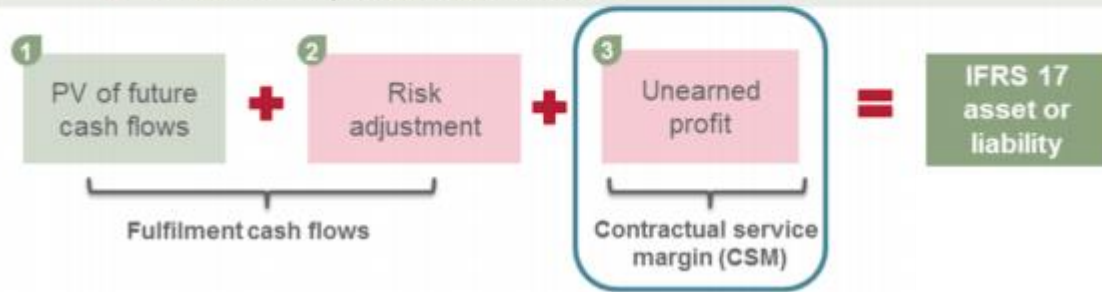 1
PV of future
cash flows
+
2
Risk
adjustment
+
3
Unearned
profit
=
IFRS 17
asset or
liability
Fulfilment cash flows
Contractual service
margin (CSM)